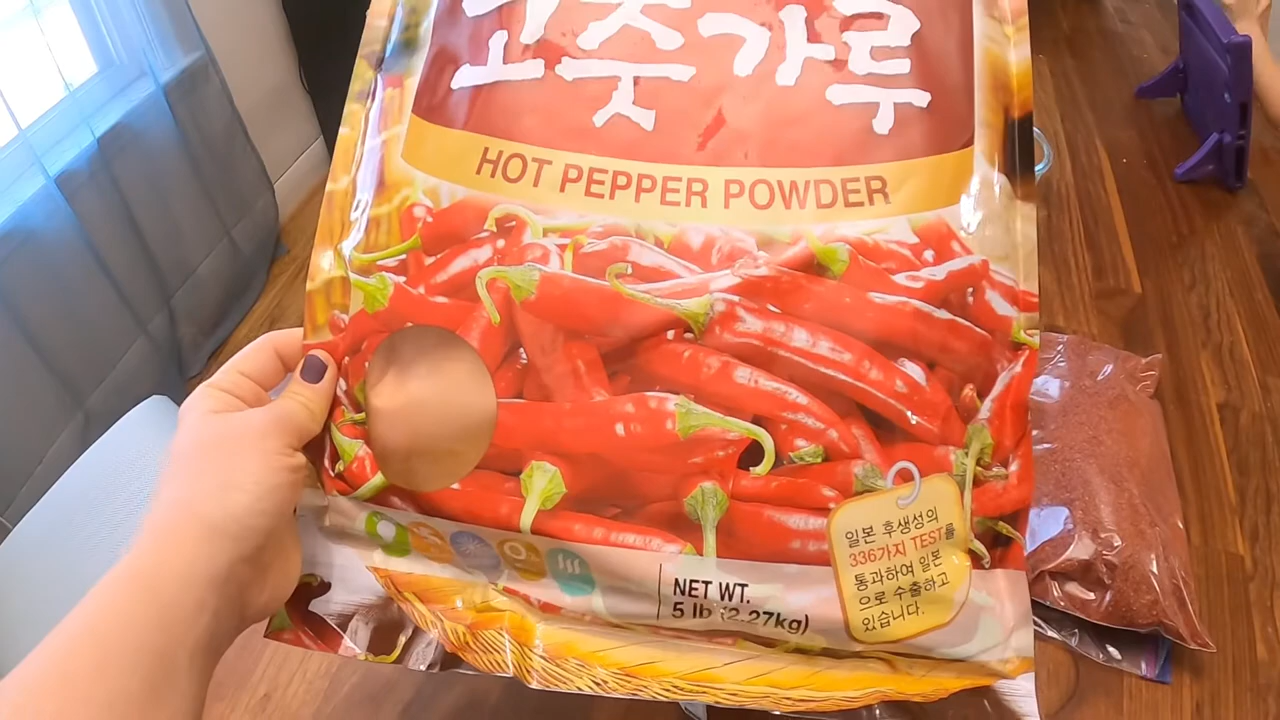 고춧가루
HOT PEPPER POWDER
일본 후생성의
336가지 TEST를
통과하여 일본
으로 수출하고
있습니다.
NET WT.
5 lb (2.27kg)